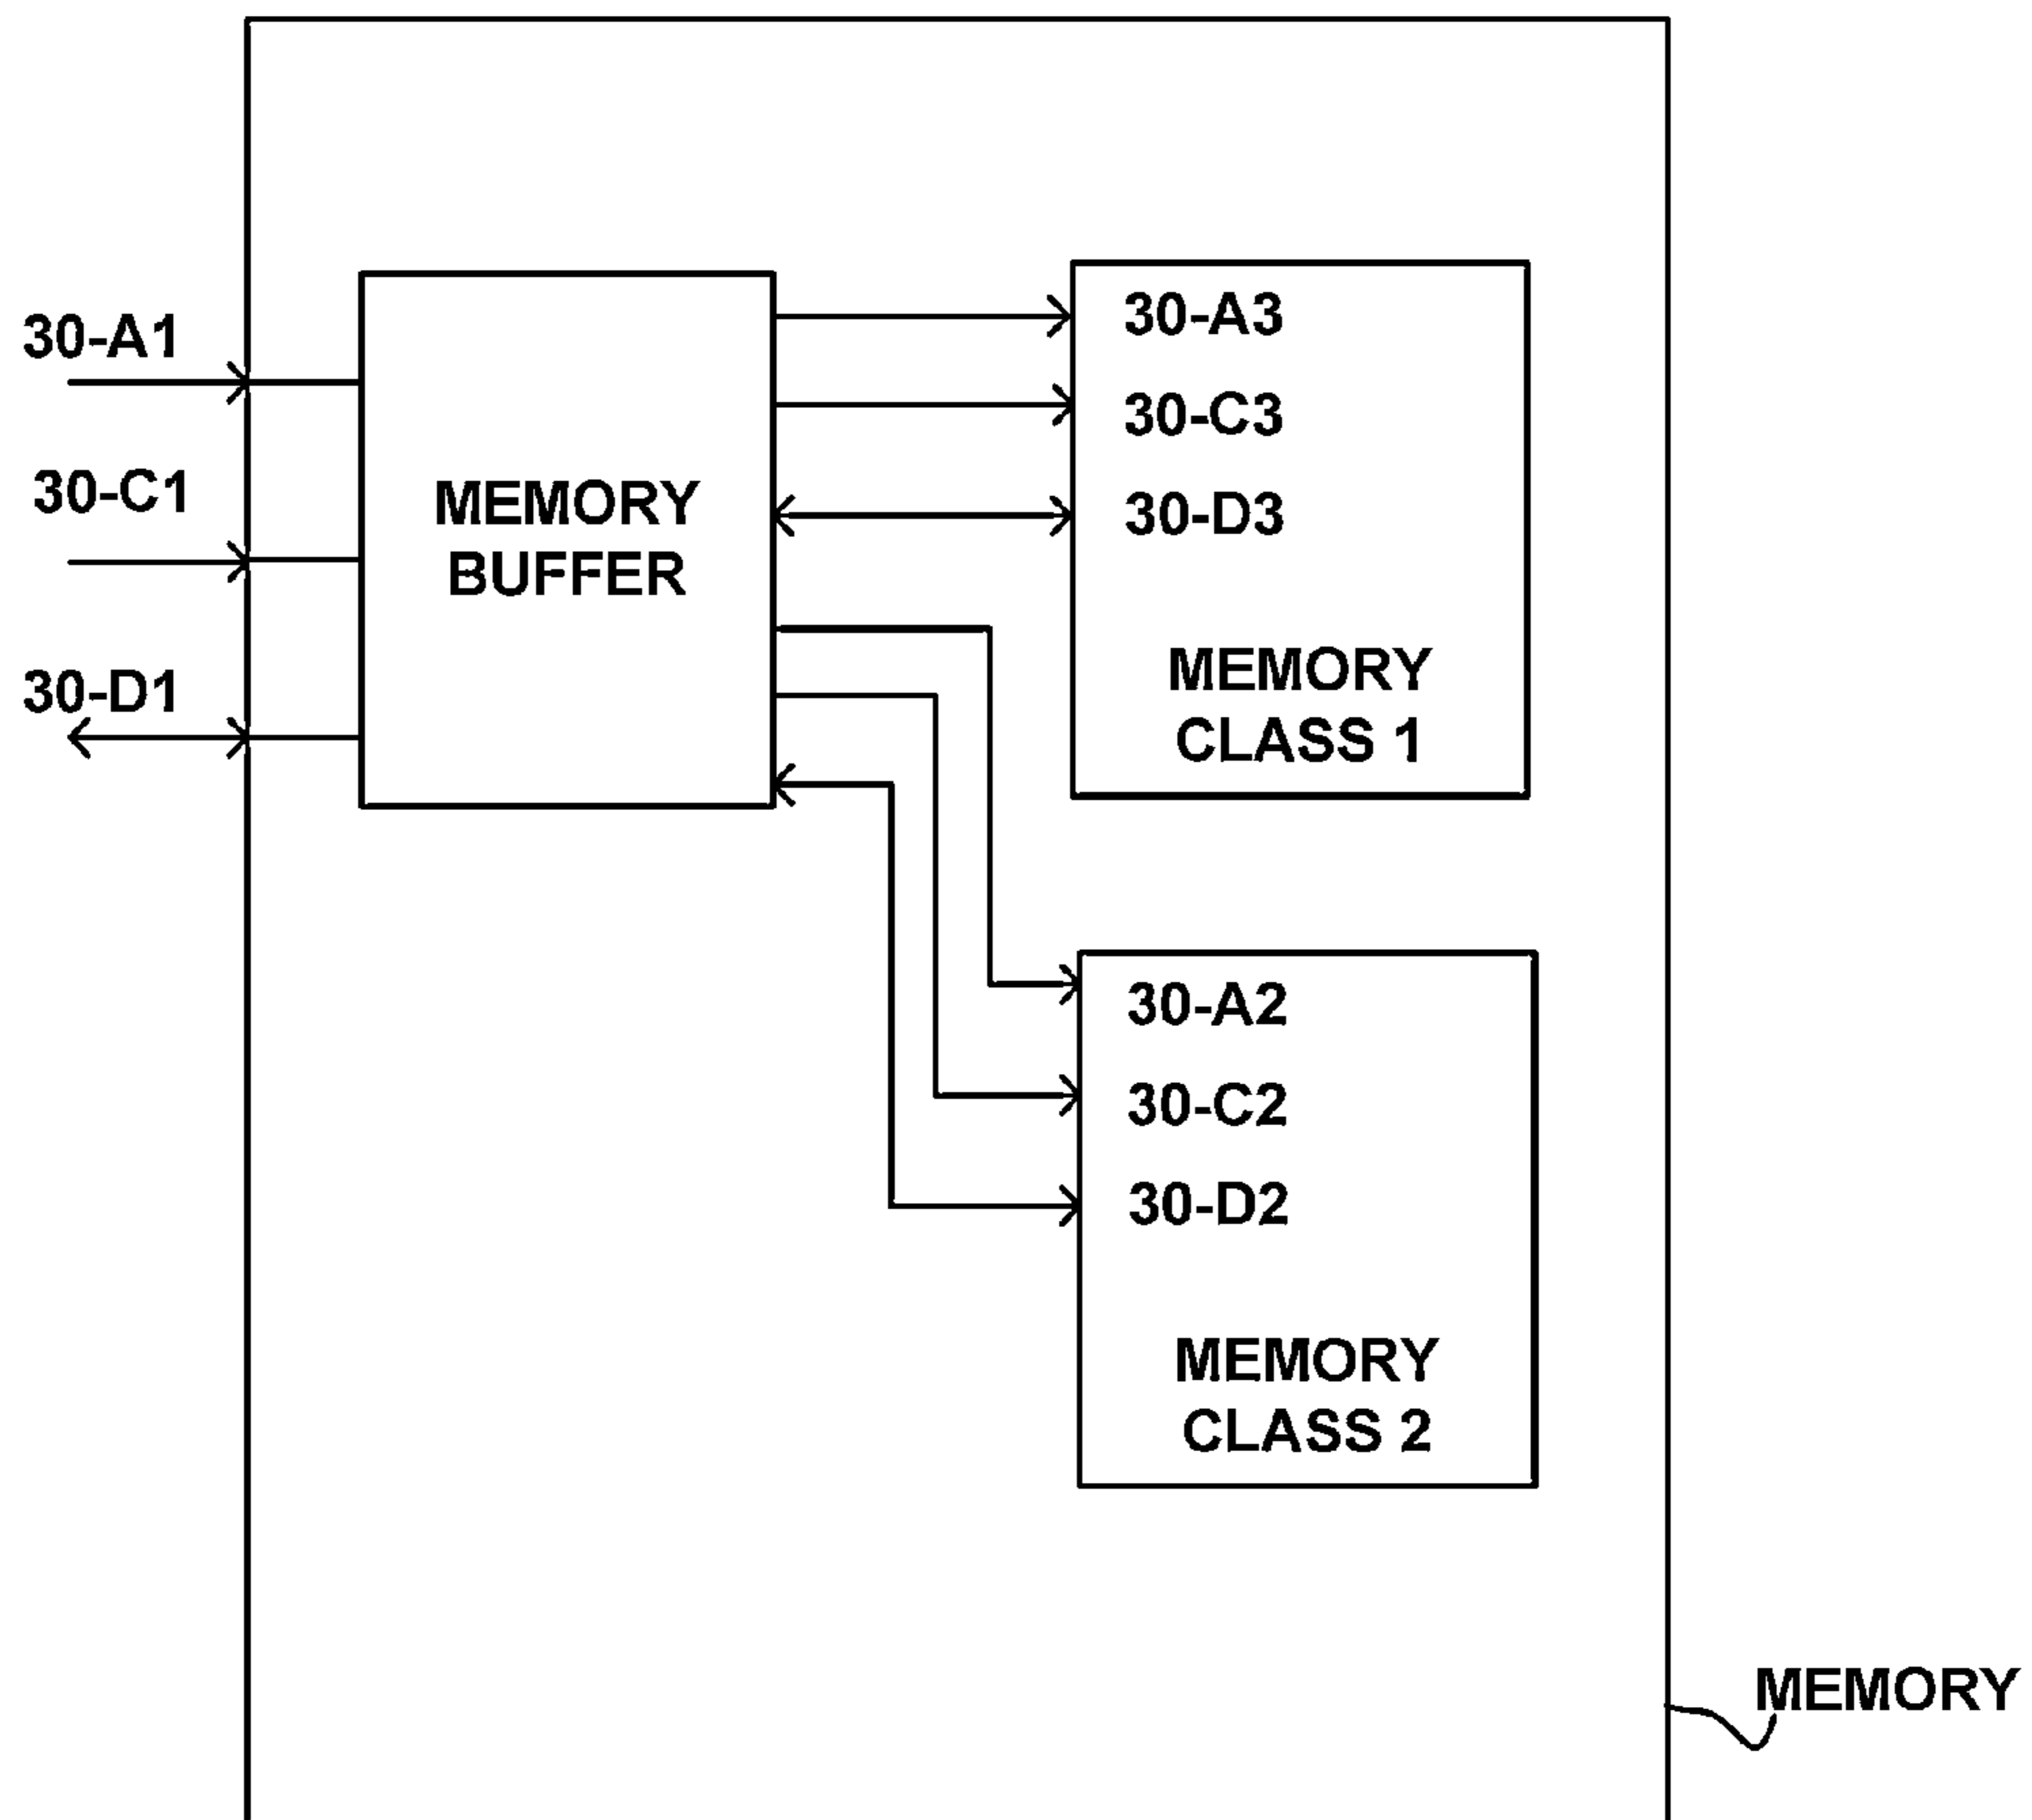 30-A1
30-C1
30-D1
MEMORY
BUFFER
30-A3
30-C3
30-D3
MEMORY
CLASS 1
30-A2
30-C2
30-D2
MEMORY
CLASS 2
MEMORY